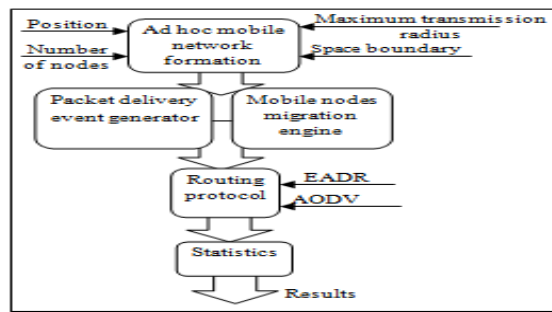 Position
Number
of nodes
Ad hoc mobile
network
formation
Maximum transmission
radius
Space boundary
Packet delivery
event generator
Mobile nodes
migration
engine
Routing
protocol
EADR
AODV
Statistics
Results